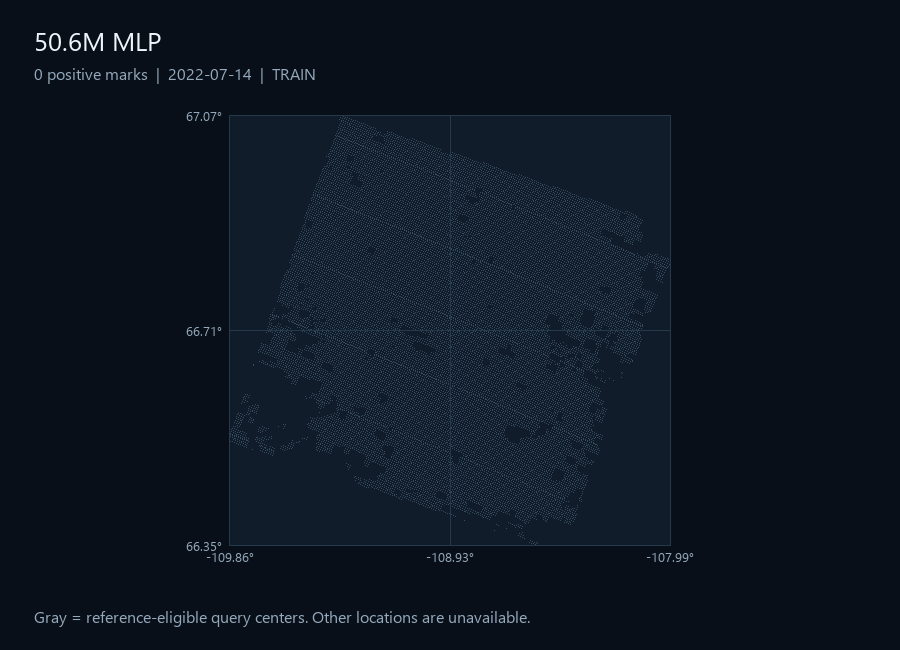 50.6M MLP
0 positive marks | 2022-07-14 | TRAIN
67.07°
66.71°
66.35°
-109.86° -108.93° -107.99°
Gray = reference-eligible query centers. Other locations are unavailable.